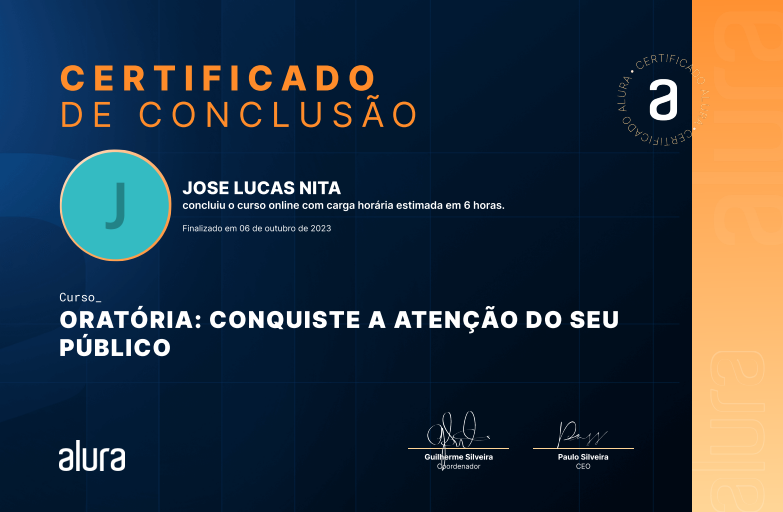 CERTIFICADO
DE CONCLUSÃO
CERTIFICADO ALURA • CERTIFICADO ALURA •
a
J
JOSE LUCAS NITA
concluiu o curso online com carga horária estimada em 6 horas.
Finalizado em 06 de outubro de 2023
Curso_
ORATÓRIA: CONQUISTE A ATENÇÃO DO SEU
PÚBLICO
alura
Guilherme Silveira
Coordenador
Paulo Silveira
CEO
alura
alura